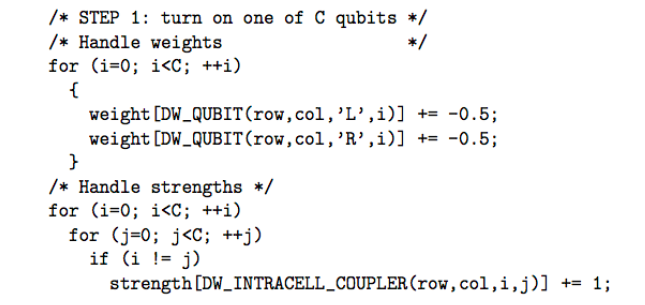 /* STEP 1: turn on one of C qubits */
/* Handle weights */
for (i=0; i<C; ++i)
{
weight[DW_QUBIT(row,col,’L’,i)] += -0.5;
weight[DW_QUBIT(row,col,’R’,i)] += -0.5;
}
/* Handle strengths */
for (i=0; i<C; ++i)
for (j=0; j<C; ++j)
if (i != j)
strength[DW_INTRACELL_COUPLER(row,col,i,j)] += 1;